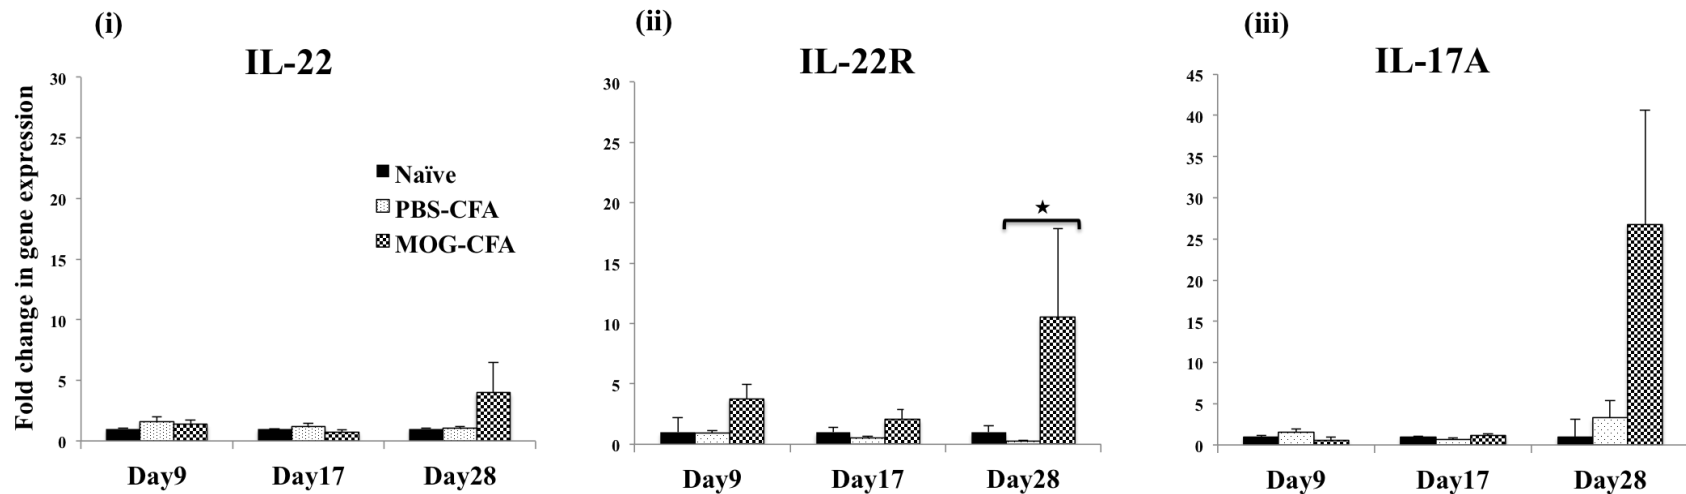 (i)
IL-22
Fold change in gene expression
30
25
20
15
10
5
0
Naïve
PBS-CFA
MOG-CFA
Day9 Day17 Day28
(ii)
IL-22R
30
25
20
15
10
5
0
Day9 Day17 Day28
(iii)
IL-17A
45
40
35
30
25
20
15
10
5
0
Day9 Day17 Day28